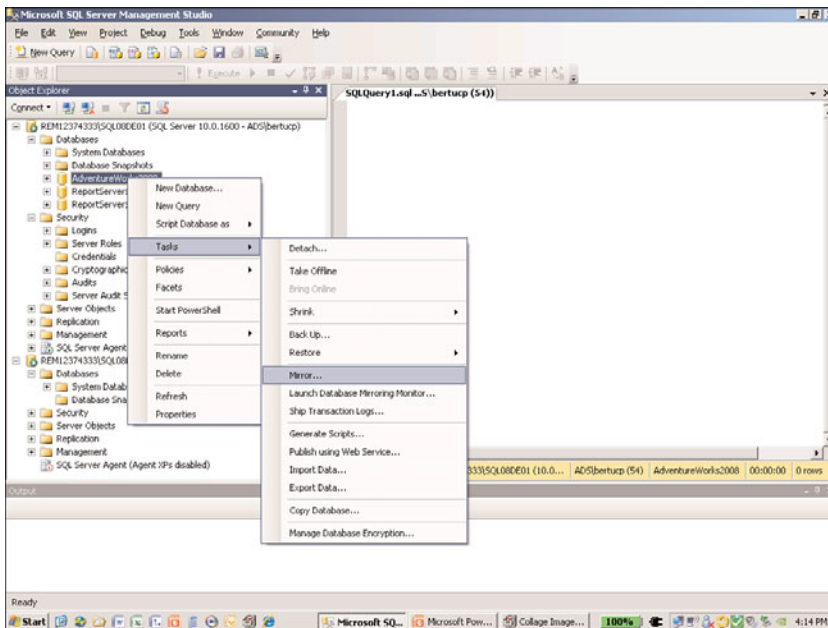 Microsoft SQL Server Management Studio
File Edit View Project Debug Tools Window Community Help
New Query
Execute
Object Explorer
SQLQuery1.sql ...S\bertucp (54))
Connect
REM12374333\SQL08DE01 (SQL Server 10.0.1600 - ADS\bertucp)
Databases
System Databases
Database Snapshots
AdventureWorks2008
ReportServer
ReportServer
Security
Logins
Server Roles
Credentials
Cryptographic
Audits
Server Audit S
Server Objects
Replication
Management
SQL Server Agent
REM12374333\SQL08
Databases
System Datab
Database Sna
Security
Server Objects
Replication
Management
SQL Server Agent (Agent XPs disabled)
New Database...
New Query
Script Database as
Tasks
Policies
Facets
Start PowerShell
Reports
Rename
Delete
Refresh
Properties
Detach...
Take Offline
Bring Online
Shrink
Back Up...
Restore
Mirror...
Launch Database Mirroring Monitor...
Ship Transaction Logs...
Generate Scripts...
Publish using Web Service...
Import Data...
Export Data...
Copy Database...
Manage Database Encryption...
333\SQL08DE01 (10.0... ADS\bertucp (54) AdventureWorks2008 00:00:00 0 rows
Output
Ready
Start Microsoft SQ... Microsoft Pow... Collage Image... 100% 4:14 PM